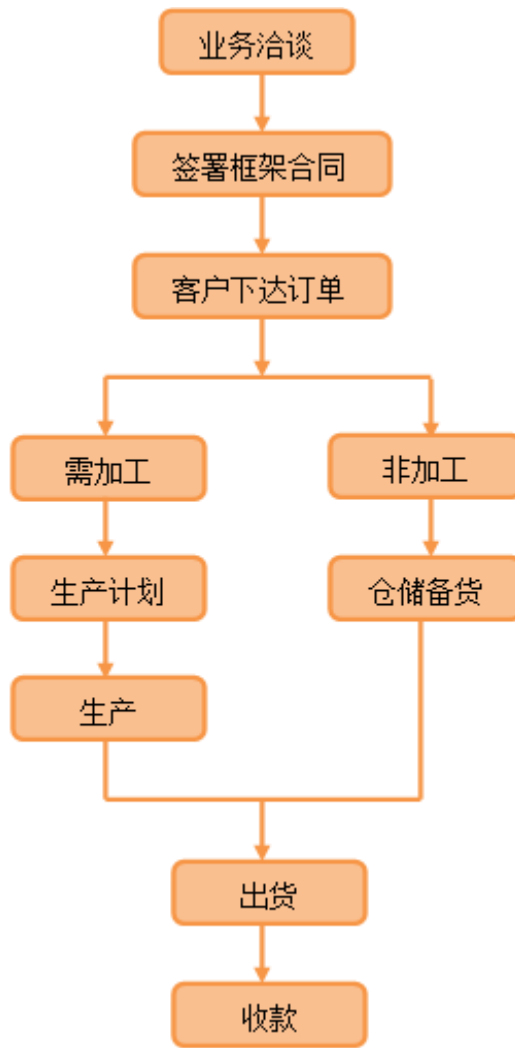 业务洽谈
签署框架合同
客户下达订单
需加工
非加工
生产计划
仓储备货
生产
出货
收款